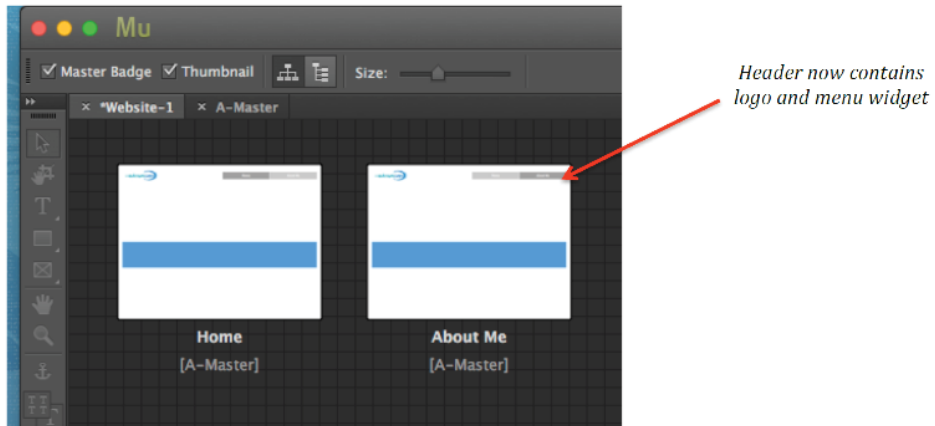 Mu
Master Badge Thumbnail Size:
Header now contains
logo and menu widget
× *Website-1 × A-Master
Home About Me
[A-Master] [A-Master]